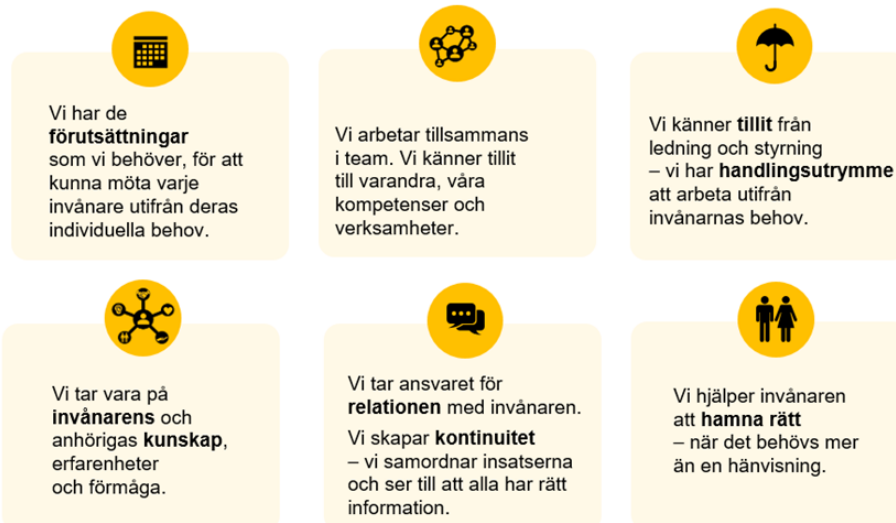 Vi har de
förutsättningar
som vi behöver, för att
kunna möta varje
invånare utifrån deras
individuella behov.
Vi arbetar tillsammans
i team. Vi känner tillit
till varandra, våra
kompetenser och
verksamheter.
Vi känner tillit från
ledning och styrning
– vi har handlingsutrymme
att arbeta utifrån
invånarnas behov.
Vi tar vara på
invånarens och
anhörigas kunskap,
erfarenheter
och förmåga.
Vi tar ansvaret för
relationen med invånaren.
Vi skapar kontinuitet
– vi samordnar insatserna
och ser till att alla har rätt
information.
Vi hjälper invånaren
att hamna rätt
– när det behövs mer
än en hänvisning.